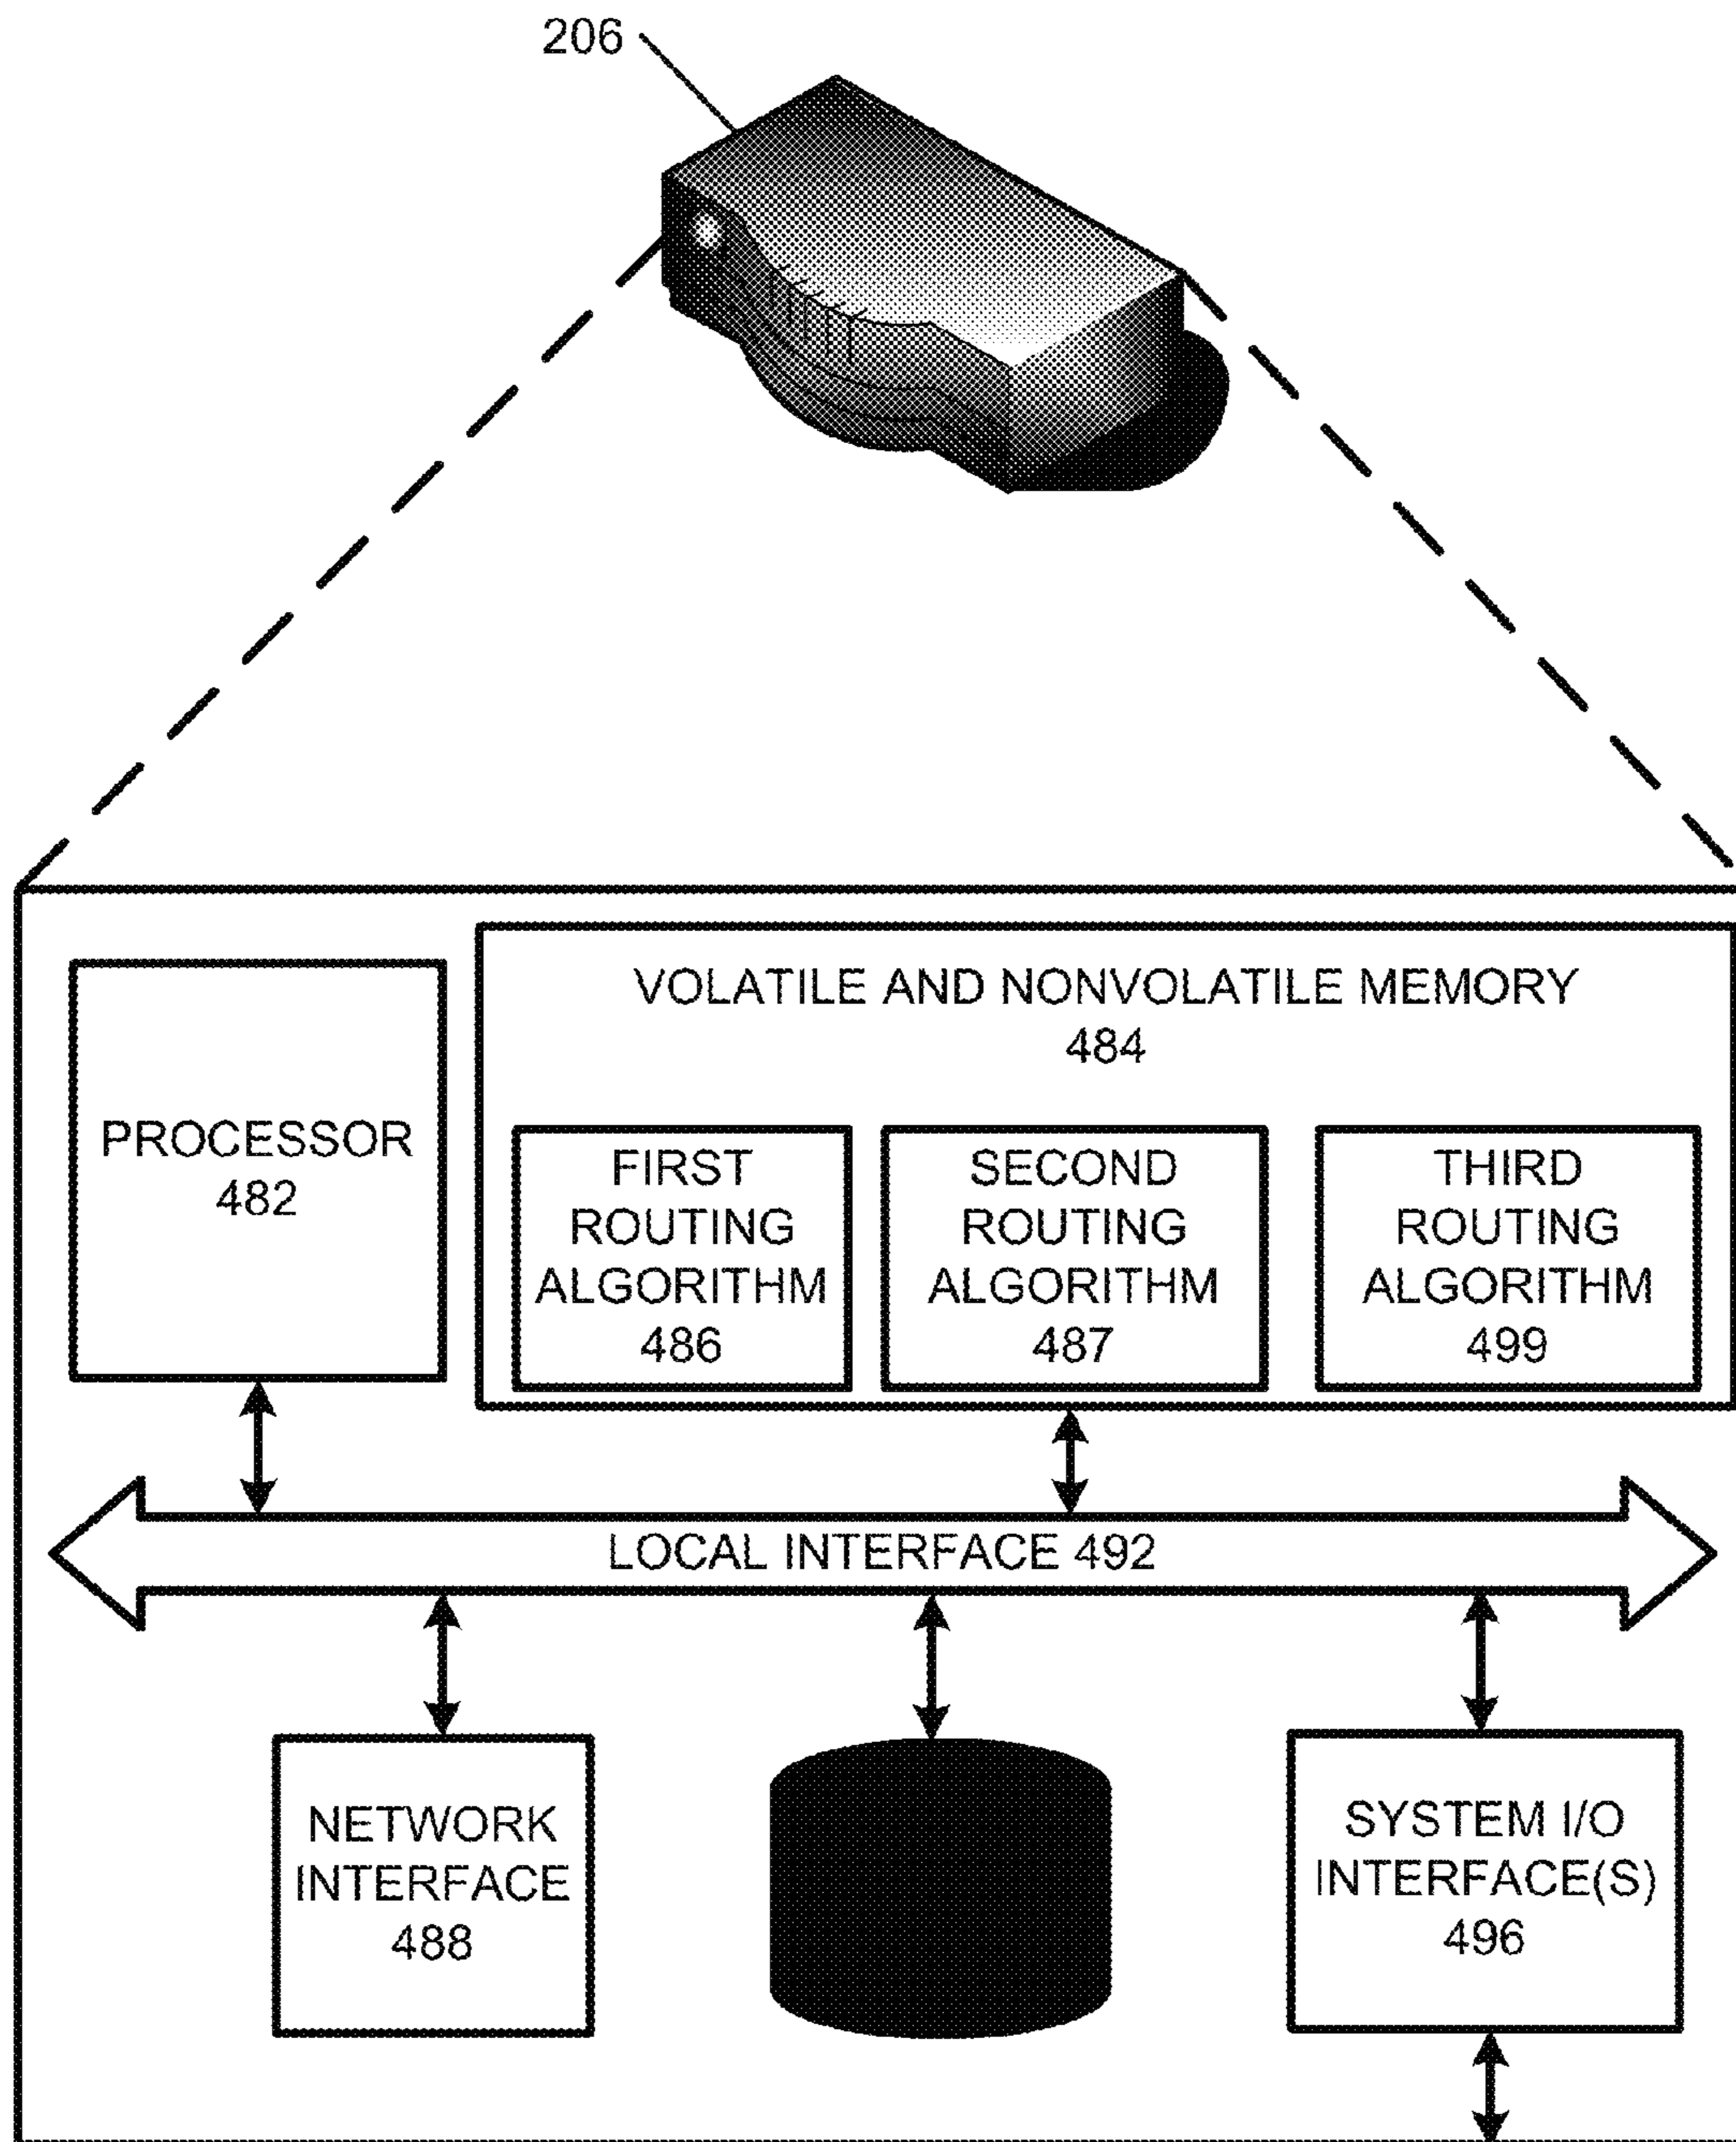 206
VOLATILE AND NONVOLATILE MEMORY
484
PROCESSOR
482
FIRST
ROUTING
ALGORITHM
486
SECOND
ROUTING
ALGORITHM
487
THIRD
ROUTING
ALGORITHM
499
LOCAL INTERFACE 492
NETWORK
INTERFACE
488
SYSTEM I/O
INTERFACE(S)
496